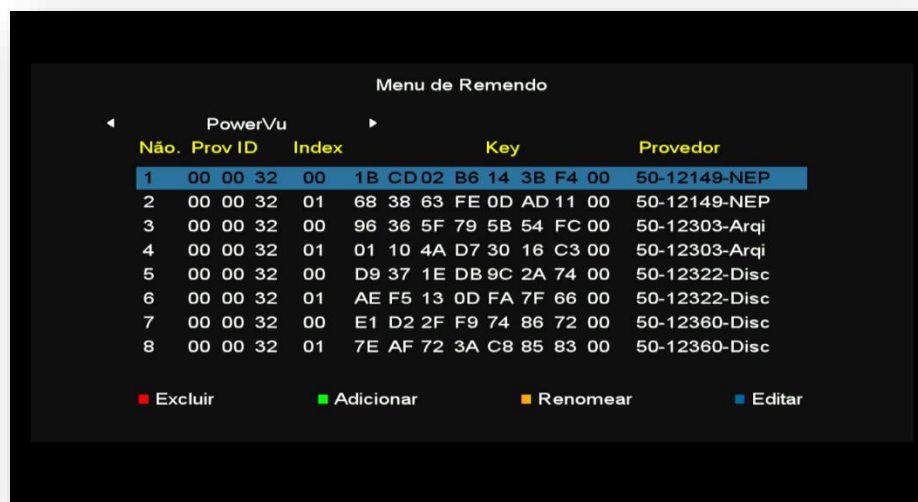 Menu de Remendo
PowerVu
Não. Prov ID Index Key Provedor
1 00 00 32 00 1B CD 02 B6 14 3B F4 00 50-12149-NEP
2 00 00 32 01 68 38 63 FE 0D AD 11 00 50-12149-NEP
3 00 00 32 00 96 36 5F 79 5B 54 FC 00 50-12303-Arqi
4 00 00 32 01 01 10 4A D7 30 16 C3 00 50-12303-Arqi
5 00 00 32 00 D9 37 1E DB 9C 2A 74 00 50-12322-Disc
6 00 00 32 01 AE F5 13 0D FA 7F 66 00 50-12322-Disc
7 00 00 32 00 E1 D2 2F F9 74 86 72 00 50-12360-Disc
8 00 00 32 01 7E AF 72 3A C8 85 83 00 50-12360-Disc
Excluir Adicionar Renomear Editar